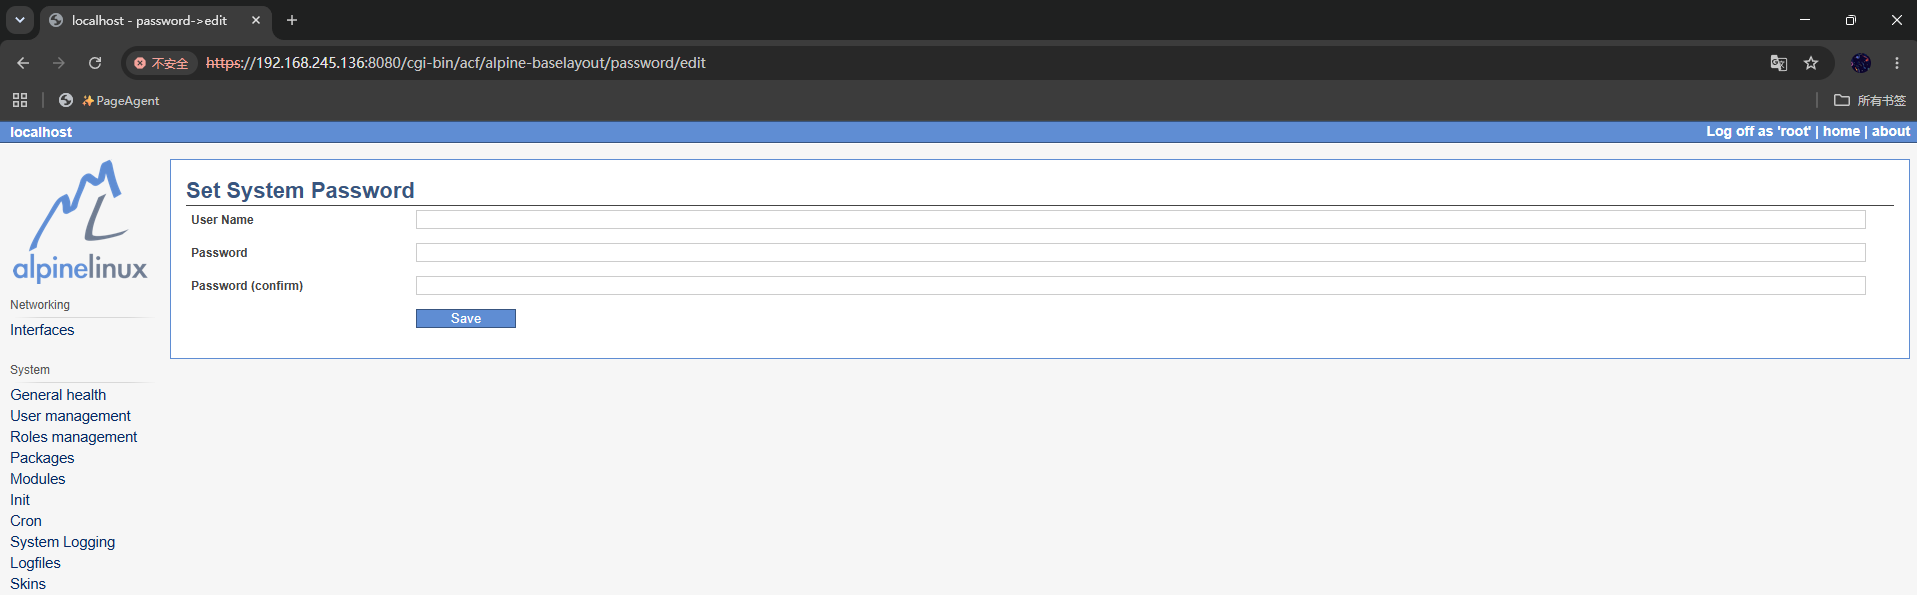 localhost - password->edit
不安全 https://192.168.245.136:8080/cgi-bin/acf/alpine-baselayout/password/edit
✨PageAgent 所有书签
localhost Log off as 'root' | home | about
alpinelinux
Set System Password
User Name
Password
Password (confirm)
Save
Networking
Interfaces
System
General health
User management
Roles management
Packages
Modules
Init
Cron
System Logging
Logfiles
Skins